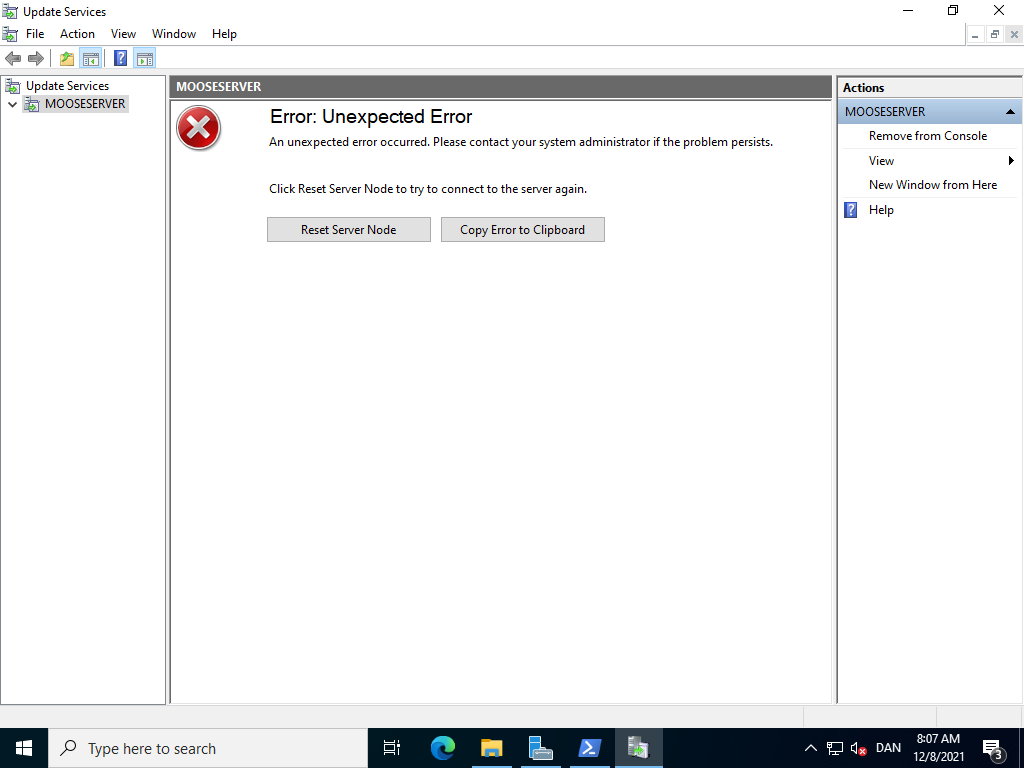 Update Services
File Action View Window Help
Update Services
MOOSESERVER
MOOSESERVER
Error: Unexpected Error
An unexpected error occurred. Please contact your system administrator if the problem persists.
Click Reset Server Node to try to connect to the server again.
Reset Server Node
Copy Error to Clipboard
Actions
MOOSESERVER
Remove from Console
View
New Window from Here
Help
Type here to search
DAN
8:07 AM
12/8/2021
3